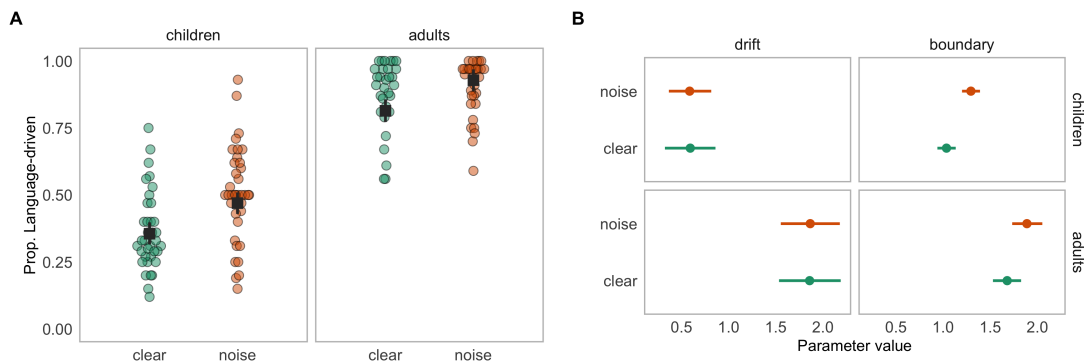 A
children
adults
Prop. Language-driven
1.00
0.75
0.50
0.25
0.00
clear
noise
clear
noise
B
drift
boundary
noise
clear
children
noise
clear
adults
0.5 1.0 1.5 2.0
0.5 1.0 1.5 2.0
Parameter value